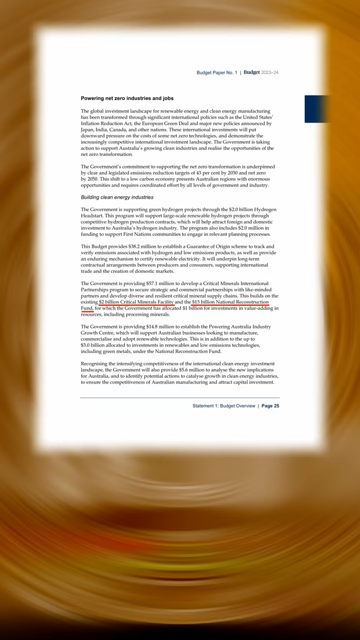 Budget Paper No. 1 | Budget 2023–24
Powering net zero industries and jobs
The global investment landscape for renewable energy and clean energy manufacturing
has been transformed through significant international policies such as the United States'
Inflation Reduction Act, the European Green Deal and major new policies announced by
Japan, India, Canada, and other nations. These international investments will put
downward pressure on the costs of some net zero technologies, and demonstrate the
increasingly competitive international investment landscape. The Government is taking
action to support Australia's growing clean industries and realise the opportunities of the
net zero transformation.
The Government's commitment to supporting the net zero transformation is underpinned
by clear and legislated emissions reduction targets of 43 per cent by 2030 and net zero
by 2050. This shift to a low carbon economy presents Australian regions with enormous
opportunities and requires coordinated effort by all levels of government and industry.
Building clean energy industries
The Government is supporting green hydrogen projects through the $2.0 billion Hydrogen
Headstart. This program will support large-scale renewable hydrogen projects through
competitive hydrogen production contracts, which will help attract foreign and domestic
investment to Australia's hydrogen industry. The program also includes $2.0 million in
funding to support First Nations communities to engage in relevant planning processes.
This Budget provides $38.2 million to establish a Guarantee of Origin scheme to track and
verify emissions associated with hydrogen and low emissions products, as well as provide
an enduring mechanism to certify renewable electricity. It will underpin long-term
contractual arrangements between producers and consumers, supporting international
trade and the creation of domestic markets.
The Government is providing $57.1 million to develop a Critical Minerals International
Partnerships program to secure strategic and commercial partnerships with like-minded
partners and develop diverse and resilient critical mineral supply chains. This builds on the
existing $2 billion Critical Minerals Facility and the $15 billion National Reconstruction
Fund, for which the Government has allocated $1 billion for investments in value-adding in
resources, including processing minerals.
The Government is providing $14.8 million to establish the Powering Australia Industry
Growth Centre, which will support Australian businesses looking to manufacture,
commercialise and adopt renewable technologies. This is in addition to the up to
$3.0 billion allocated to investments in renewables and low emissions technologies,
including green metals, under the National Reconstruction Fund.
Recognising the intensifying competitiveness of the international clean energy investment
landscape, the Government will also provide $5.6 million to analyse the new implications
for Australia, and to identify potential actions to catalyse growth in clean energy industries,
to ensure the competitiveness of Australian manufacturing and attract capital investment.
Statement 1: Budget Overview | Page 25